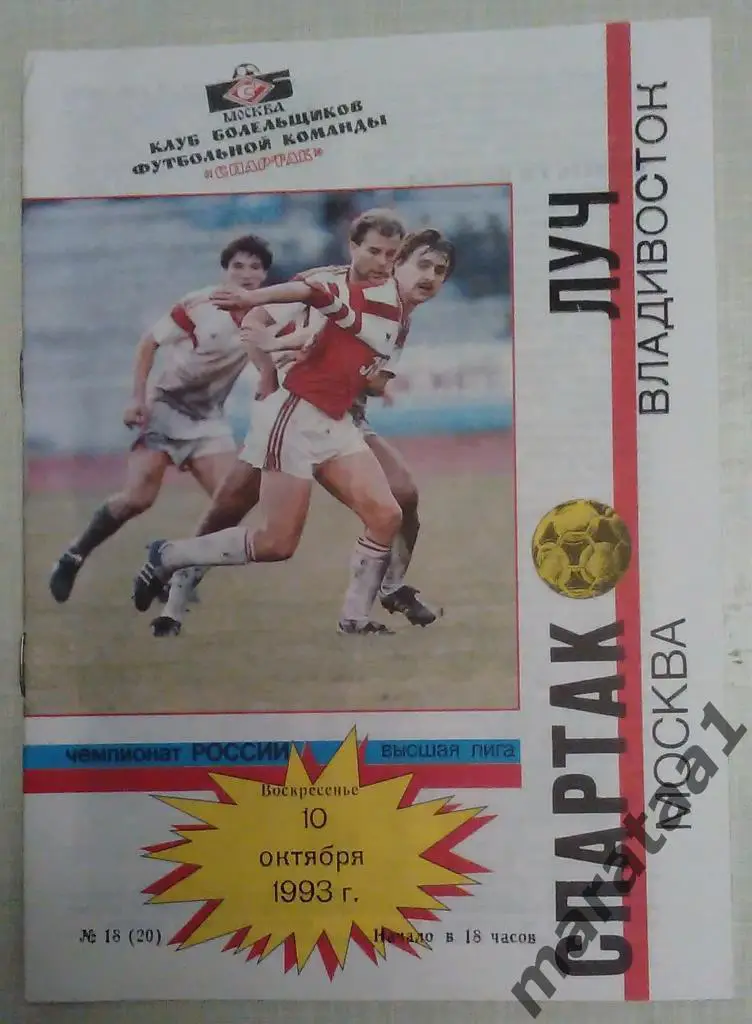 МОСКВА
КЛУБ БОЛЕЛЬЩИКОВ
ФУТБОЛЬНОЙ КОМАНДЫ
«СПАРТАК»
СПАРТАК ЛУЧ
МОСКВА ВЛАДИВОСТОК
чемпионат РОССИИ высшая лига
Воскресенье
10
октября
1993 г.
№ 18 (20)
Начало в 18 часов
marataa1